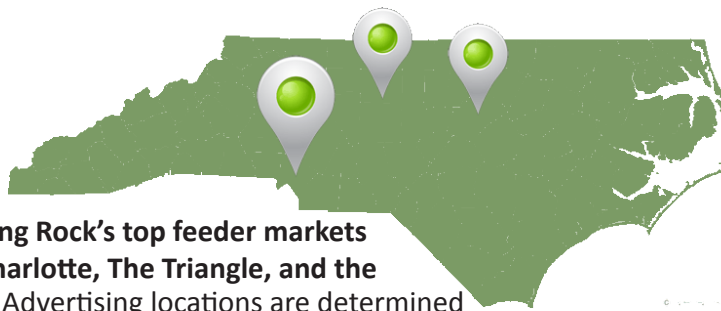 ng Rock’s top feeder markets
harlotte, The Triangle, and the
Advertising locations are determined